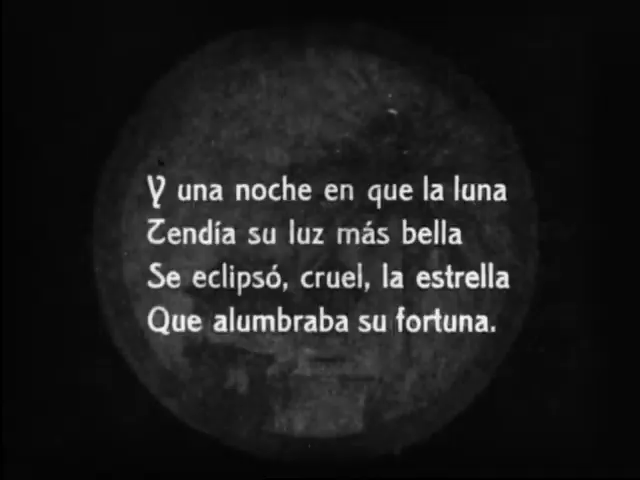 Y una noche en que la luna
Tendía su luz más bella
Se eclipsó, cruel, la estrella
Que alumbraba su fortuna.